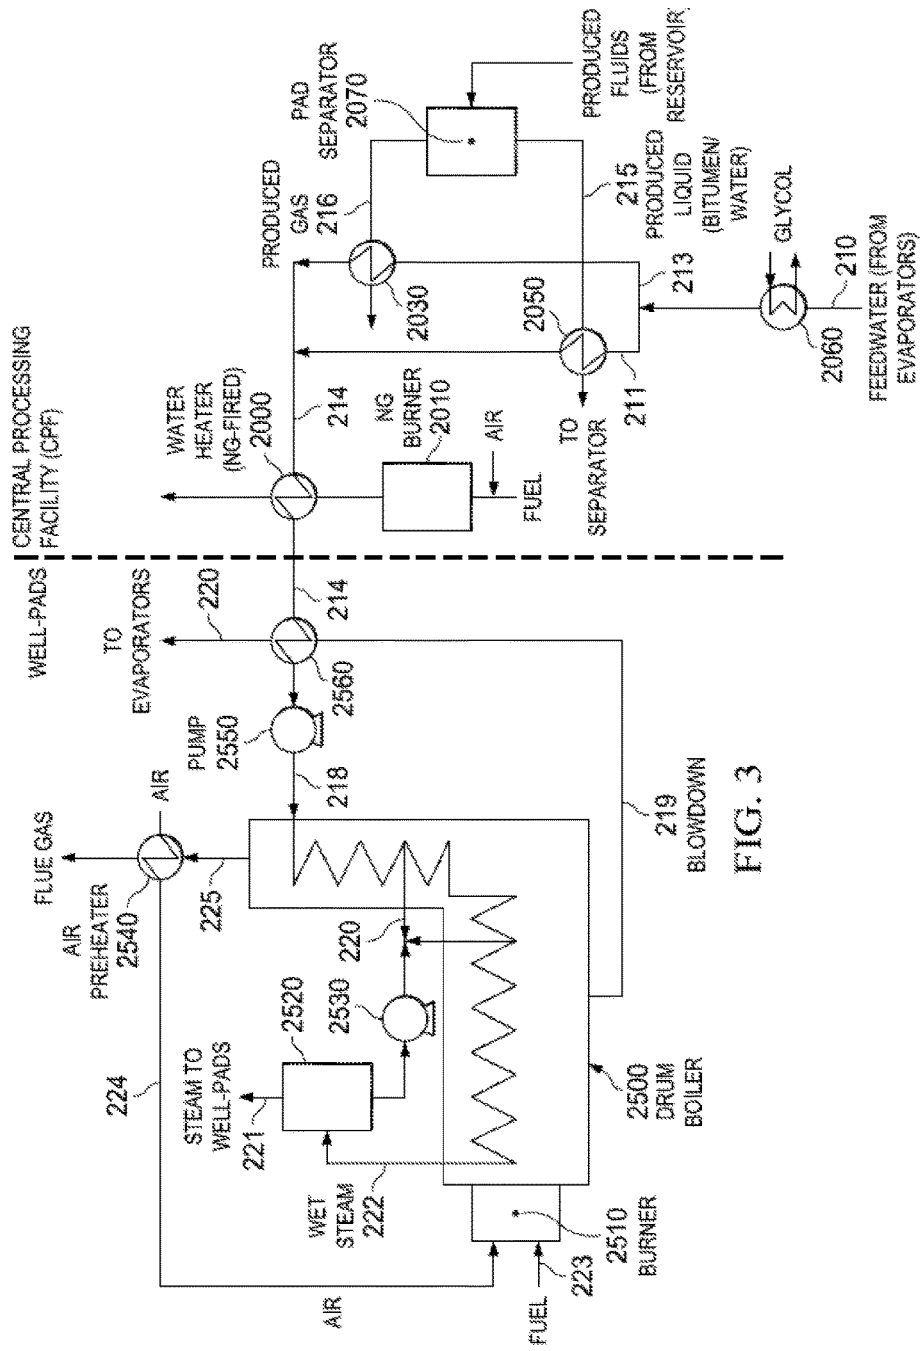 CENTRAL PROCESSING
FACILITY (CPF)
WELL-PADS
WATER
HEATER
(NG-FIRED)
2000
214
NG
BURNER
2010
AIR
FUEL
PRODUCED
GAS
216
2030
PAD
SEPARATOR
2070
PRODUCED
FLUIDS
(FROM
RESERVOIR)
215
PRODUCED
LIQUID
(BITUMEN/
WATER)
2050
TO
SEPARATOR
211
213
GLYCOL
2060
210
FEEDWATER (FROM
EVAPORATORS)
TO
EVAPORATORS
220
214
2560
PUMP
2550
218
219
BLOWDOWN
FLUE GAS
AIR
AIR
PREHEATER
2540
225
224
STEAM TO
WELL-PADS
221
2520
2530
220
WET
STEAM
222
AIR
FUEL
223
2510
BURNER
2500
DRUM
BOILER
FIG. 3